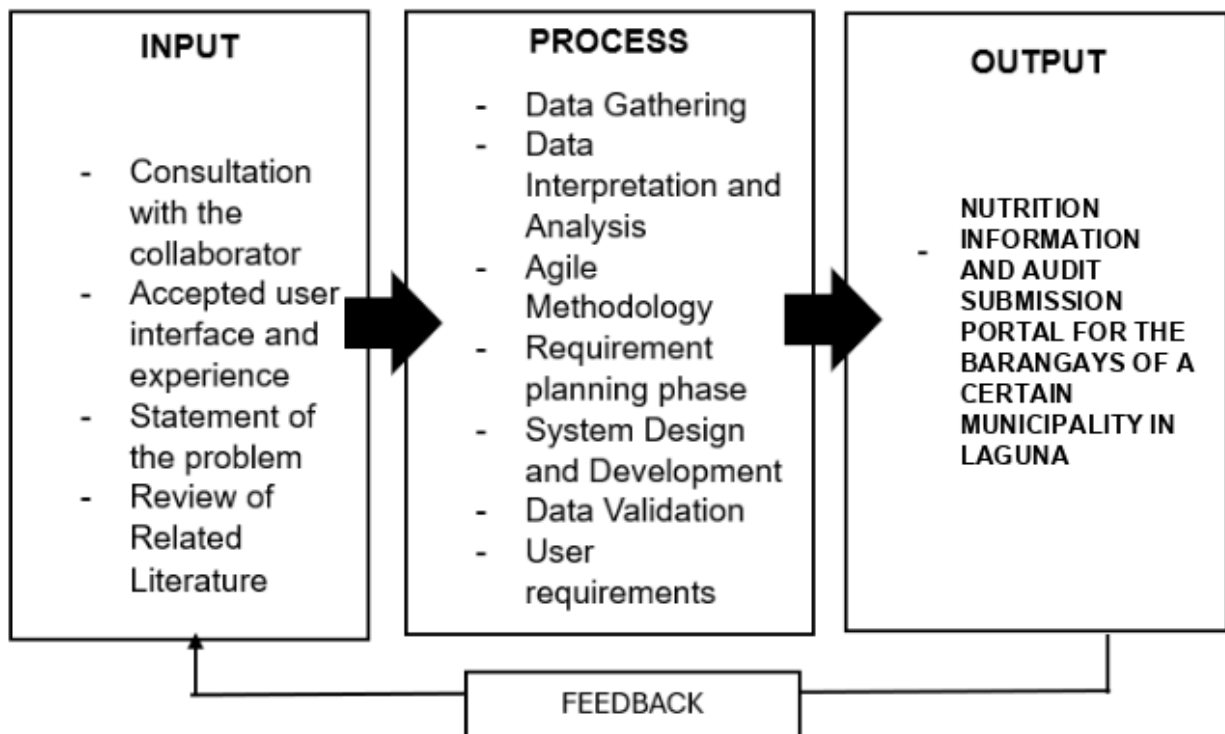 INPUT
- Consultation
with the
collaborator
- Accepted user
interface and
experience
- Statement of
the problem
- Review of
Related
Literature
PROCESS
- Data Gathering
- Data
Interpretation and
Analysis
- Agile
Methodology
- Requirement
planning phase
- System Design
and Development
- Data Validation
- User
requirements
OUTPUT
- NUTRITION
INFORMATION
AND AUDIT
SUBMISSION
PORTAL FOR THE
BARANGAYS OF A
CERTAIN
MUNICIPALITY IN
LAGUNA
FEEDBACK